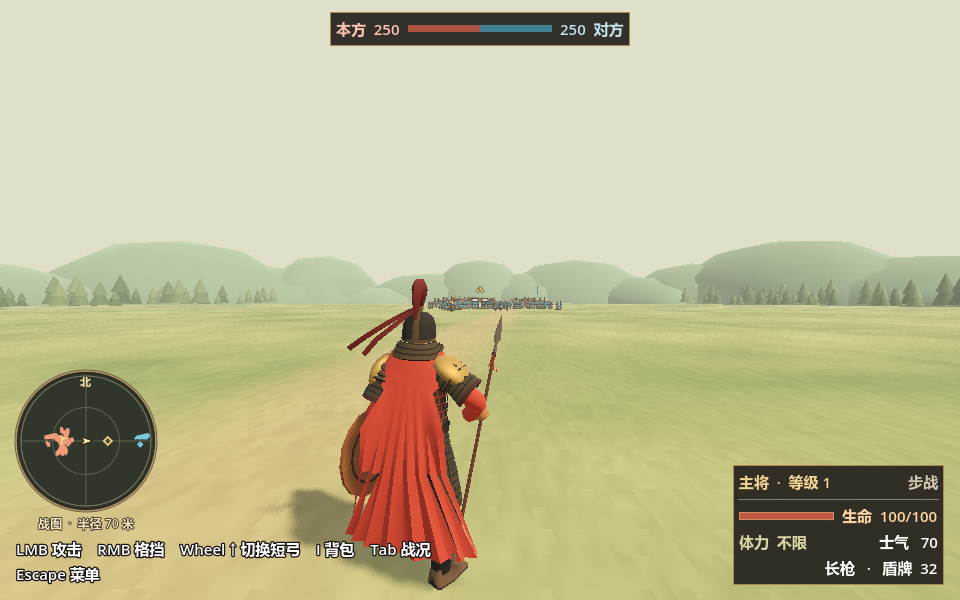 本方 250 250 对方
北
战图 · 半径 70 米
LMB 攻击 RMB 格挡 Wheel↑切换短弓 I 背包 Tab 战况
Escape 菜单
主将 · 等级 1 步战
生命 100/100
体力 不限 士气 70
长枪 · 盾牌 32